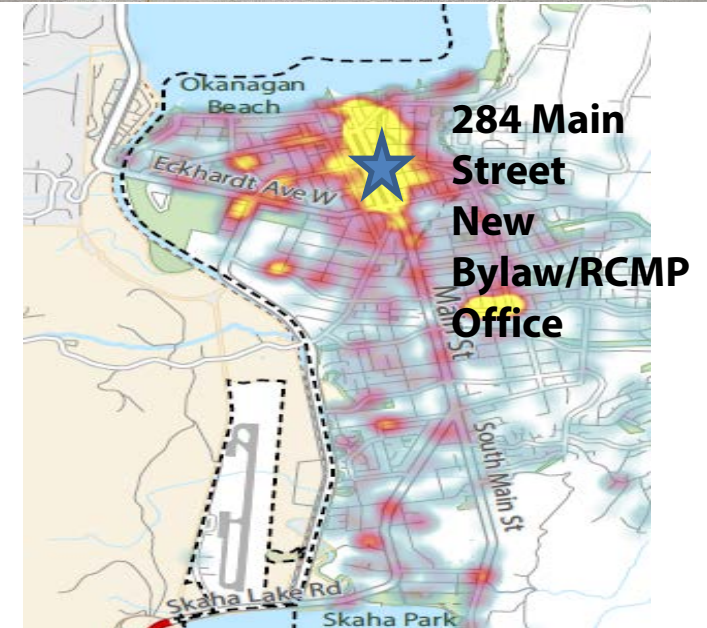 Okanagan
Beach
284 Main
Street
New
Bylaw/RCMP
Office
Eckhardt Ave W
Main St
South Main St
Skaha Lake Rd
Skaha Park